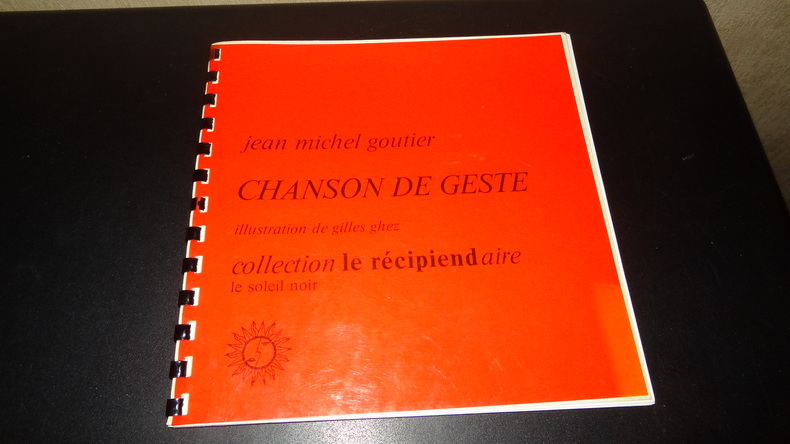 jean michel goutier
CHANSON DE GESTE
illustration de gilles ghez
collection le récipiendaire
le soleil noir